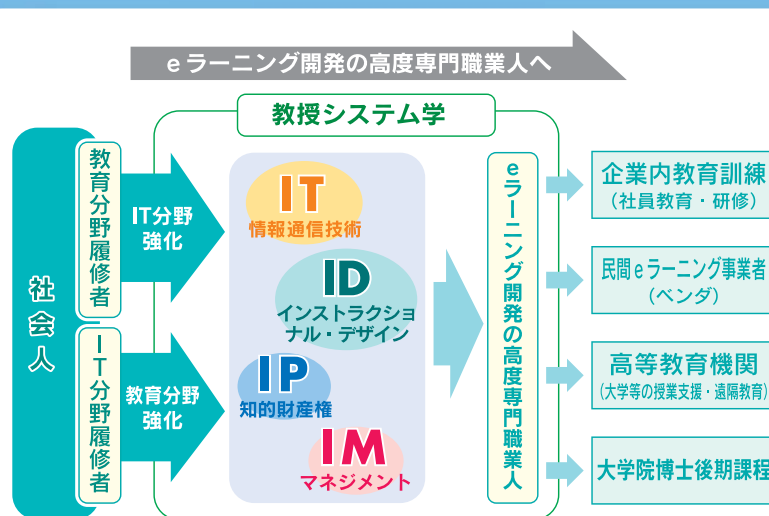 eラーニング開発の高度専門職業人へ
教授システム学
社会人
教育分野履修者
IT分野
強化
IT分野履修者
教育分野
強化
IT
情報通信技術
ID
インストラクショ
ナル・デザイン
IP
知的財産権
IM
マネジメント
eラーニング開発の高度専門職業人
企業内教育訓練
（社員教育・研修）
民間eラーニング事業者
（ベンダ）
高等教育機関
（大学等の授業支援・遠隔教育）
大学院博士後期課程